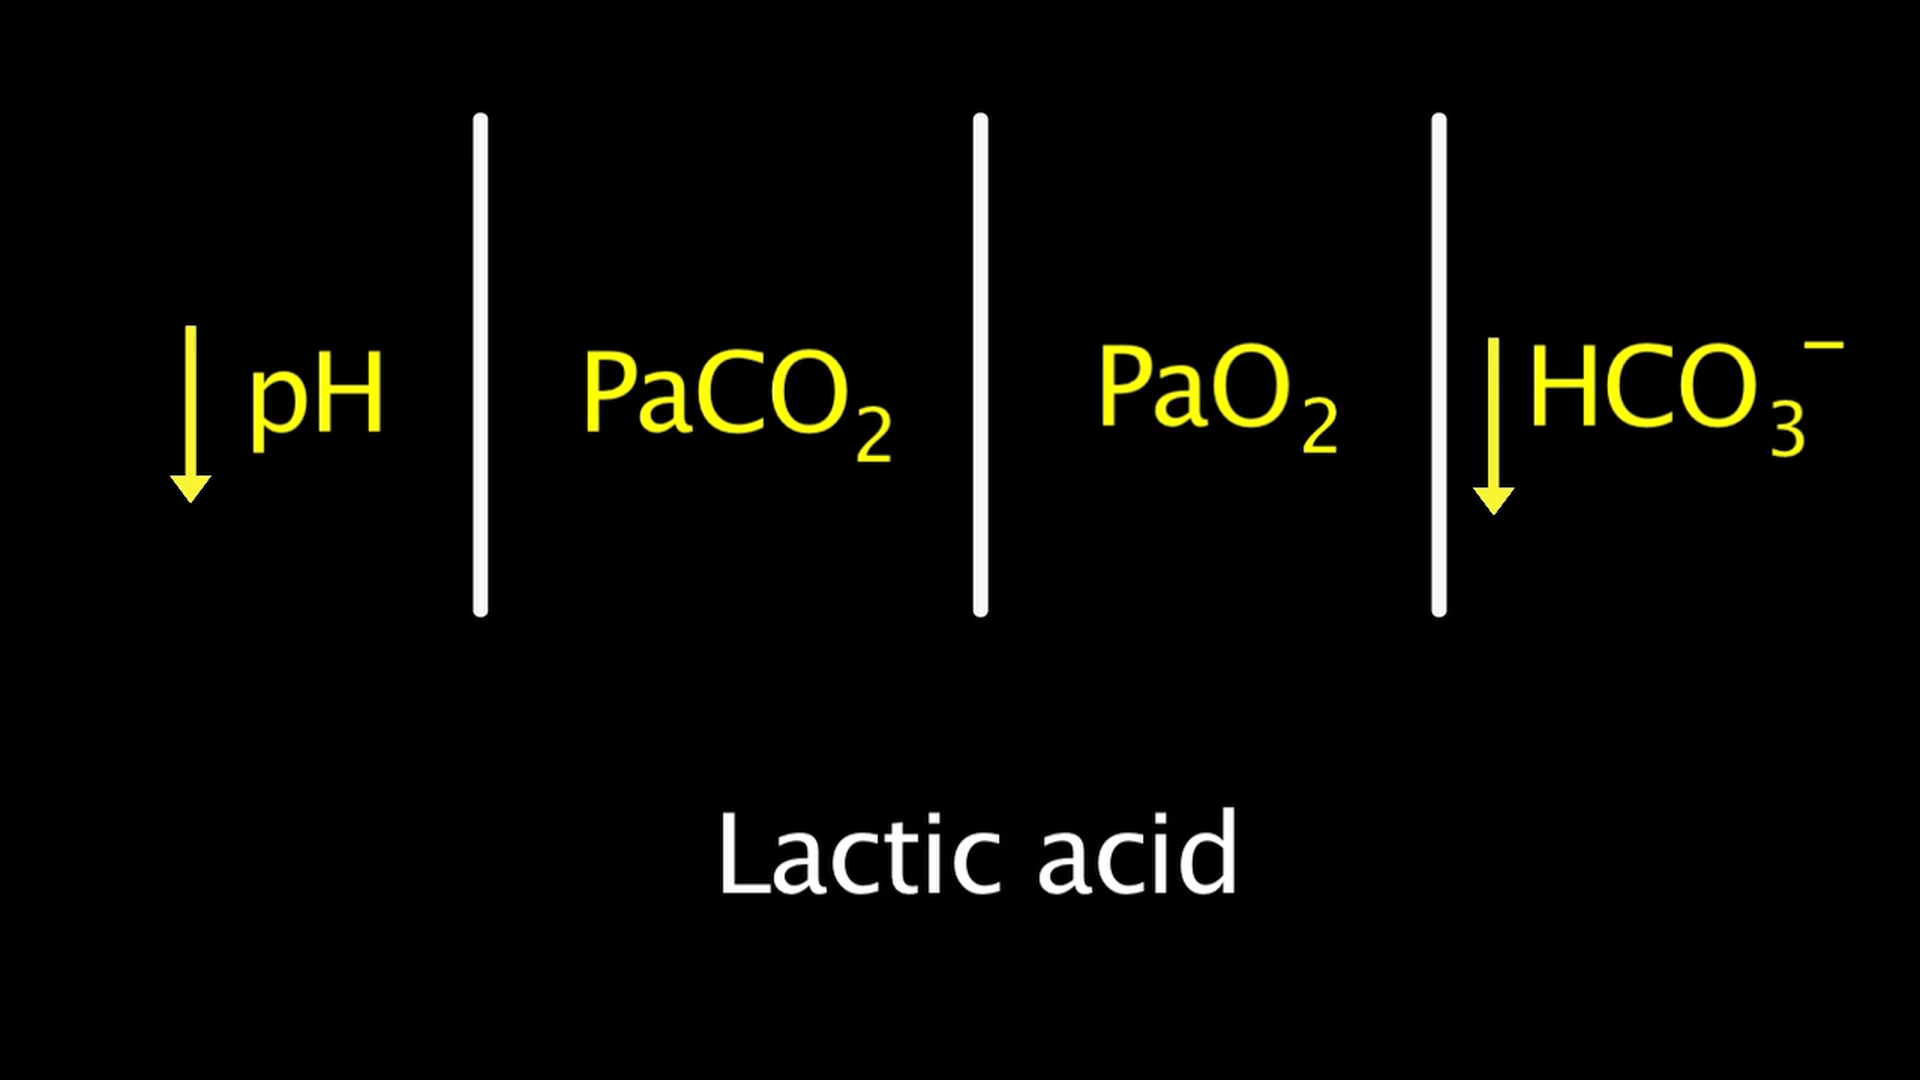 ↓ pH | PaCO₂ | PaO₂ | ↓ HCO₃⁻
Lactic acid